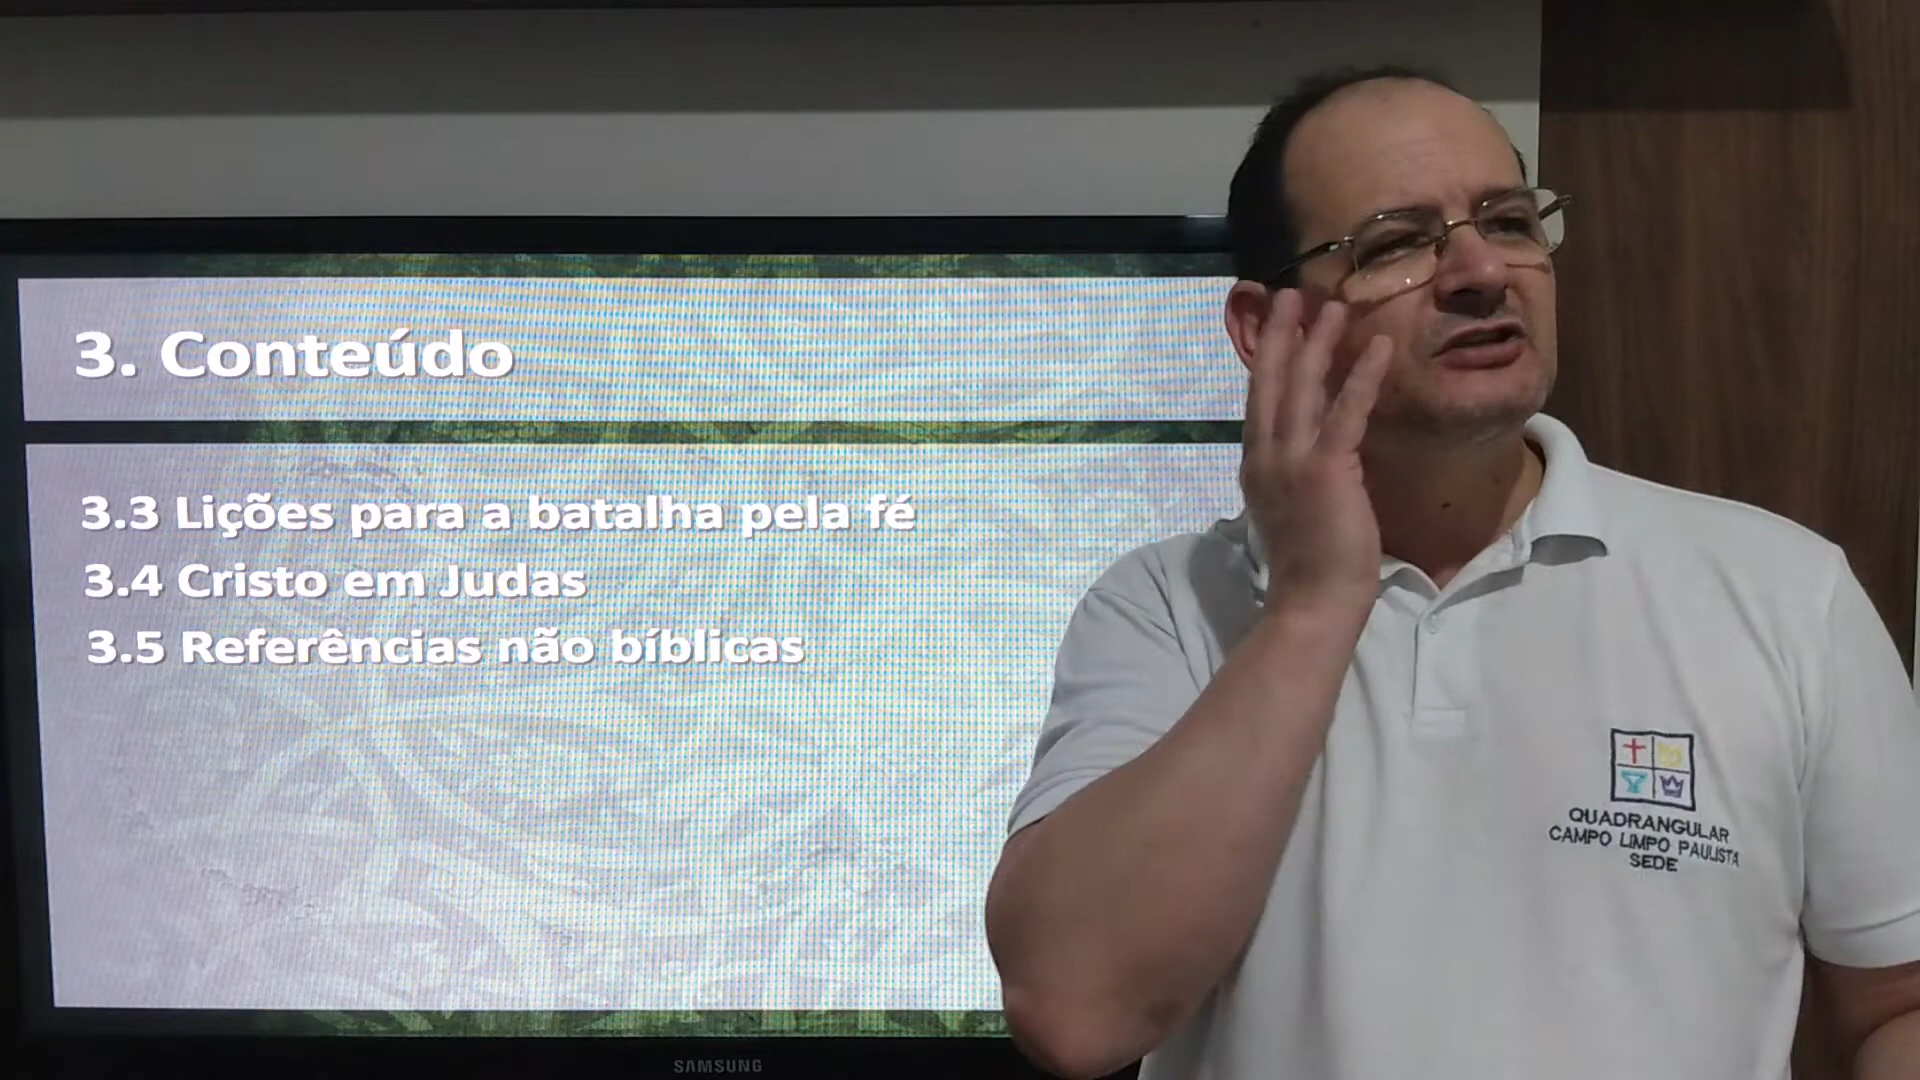 3. Conteúdo
3.3 Lições para a batalha pela fé
3.4 Cristo em Judas
3.5 Referências não bíblicas
SAMSUNG
QUADRANGULAR
CAMPO LIMPO PAULISTA
SEDE